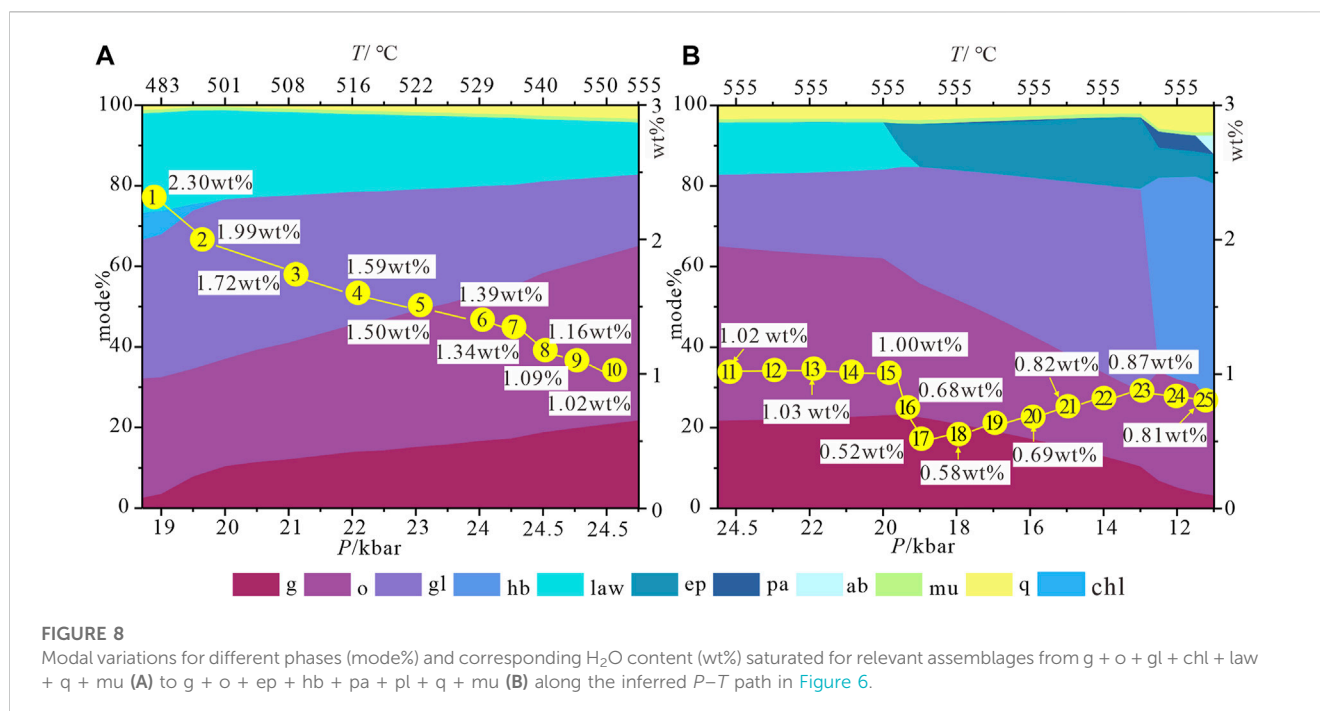 A
T/ °C
483 501 508 516 522 529 540 550 555
100
80
60
40
20
0
mode%
3
2
1
0
wt%
1 2.30wt%
2 1.99wt%
3 1.72wt%
4 1.59wt%
5 1.50wt%
6 1.39wt%
7 1.34wt%
8 1.16wt%
9 1.09%
10 1.02wt%
19 20 21 22 23 24 24.5 24.5
P/kbar
B
T/ °C
555 555 555 555 555 555 555
100
80
60
40
20
0
mode%
3
2
1
0
wt%
11 1.02 wt%
12
13 1.03 wt%
14
15 1.00wt%
16 0.68wt%
17 0.52wt%
18 0.58wt%
19
20 0.69wt%
21 0.82wt%
22
23 0.87wt%
24
25 0.81wt%
24.5 22 20 18 16 14 12
P/kbar
g o gl hb law ep pa ab mu q chl
FIGURE 8
Modal variations for different phases (mode%) and corresponding H₂O content (wt%) saturated for relevant assemblages from g + o + gl + chl + law
+ q + mu (A) to g + o + ep + hb + pa + pl + q + mu (B) along the inferred P–T path in Figure 6.